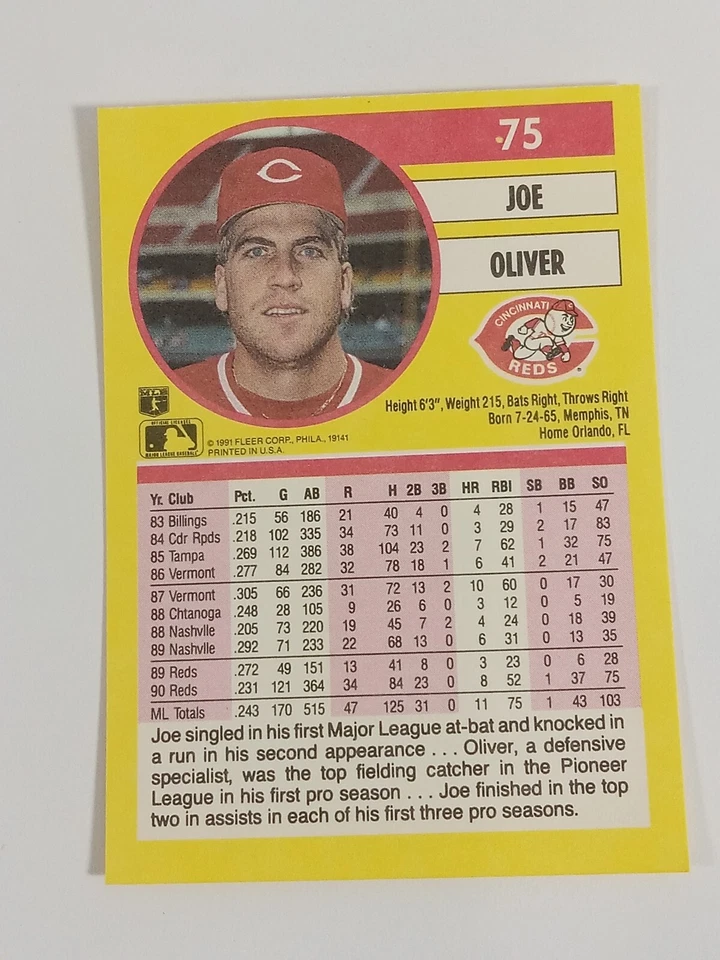 75
JOE
OLIVER
C
CINCINNATI
REDS
Height 6'3", Weight 215, Bats Right, Throws Right
Born 7-24-65, Memphis, TN
Home Orlando, FL
OFFICIAL LICENSEE
MAJOR LEAGUE BASEBALL
© 1991 FLEER CORP., PHILA., 19141
PRINTED IN U.S.A.
Yr. Club Pct. G AB R H 2B 3B HR RBI SB BB SO
83 Billings .215 56 186 21 40 4 0 4 28 1 15 47
84 Cdr Rpds .218 102 335 34 73 11 0 3 29 2 17 83
85 Tampa .269 112 386 38 104 23 2 7 62 1 32 75
86 Vermont .277 84 282 32 78 18 1 6 41 2 21 47
87 Vermont .305 66 236 31 72 13 2 10 60 0 17 30
88 Chtanoga .248 28 105 9 26 6 0 3 12 0 5 19
88 Nashvlle .205 73 220 19 45 7 2 4 24 0 18 39
89 Nashvlle .292 71 233 22 68 13 0 6 31 0 13 35
89 Reds .272 49 151 13 41 8 0 3 23 0 6 28
90 Reds .231 121 364 34 84 23 0 8 52 1 37 75
ML Totals .243 170 515 47 125 31 0 11 75 1 43 103
Joe singled in his first Major League at-bat and knocked in
a run in his second appearance . . . Oliver, a defensive
specialist, was the top fielding catcher in the Pioneer
League in his first pro season . . . Joe finished in the top
two in assists in each of his first three pro seasons.